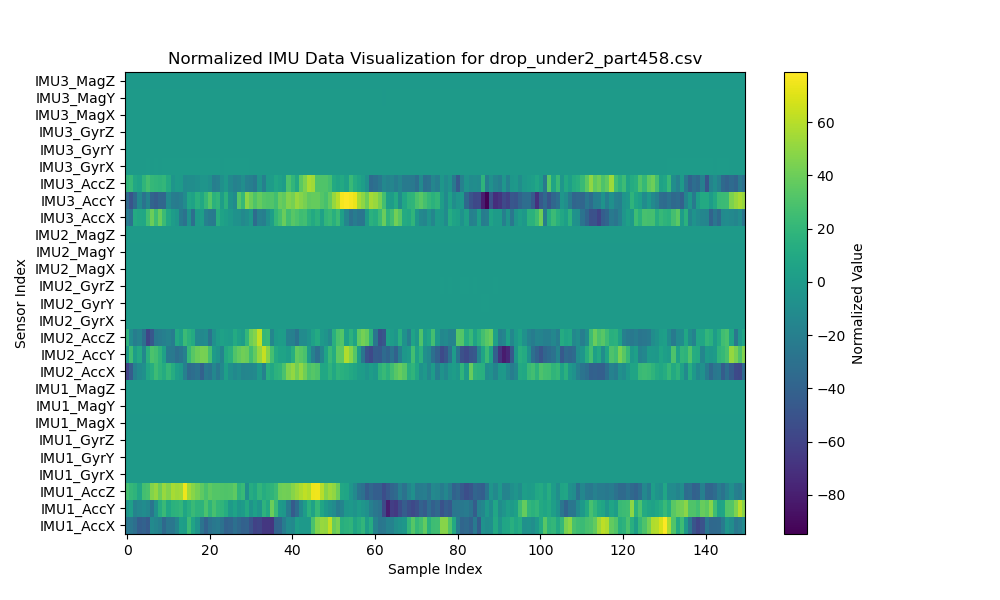 Normalized IMU Data Visualization for drop_under2_part458.csv
IMU3_MagZ
IMU3_MagY
IMU3_MagX
IMU3_GyrZ
IMU3_GyrY
IMU3_GyrX
IMU3_AccZ
IMU3_AccY
IMU3_AccX
IMU2_MagZ
IMU2_MagY
IMU2_MagX
IMU2_GyrZ
IMU2_GyrY
IMU2_GyrX
IMU2_AccZ
IMU2_AccY
IMU2_AccX
IMU1_MagZ
IMU1_MagY
IMU1_MagX
IMU1_GyrZ
IMU1_GyrY
IMU1_GyrX
IMU1_AccZ
IMU1_AccY
IMU1_AccX
Sensor Index
0 20 40 60 80 100 120 140
Sample Index
60
40
20
0
−20
−40
−60
−80
Normalized Value